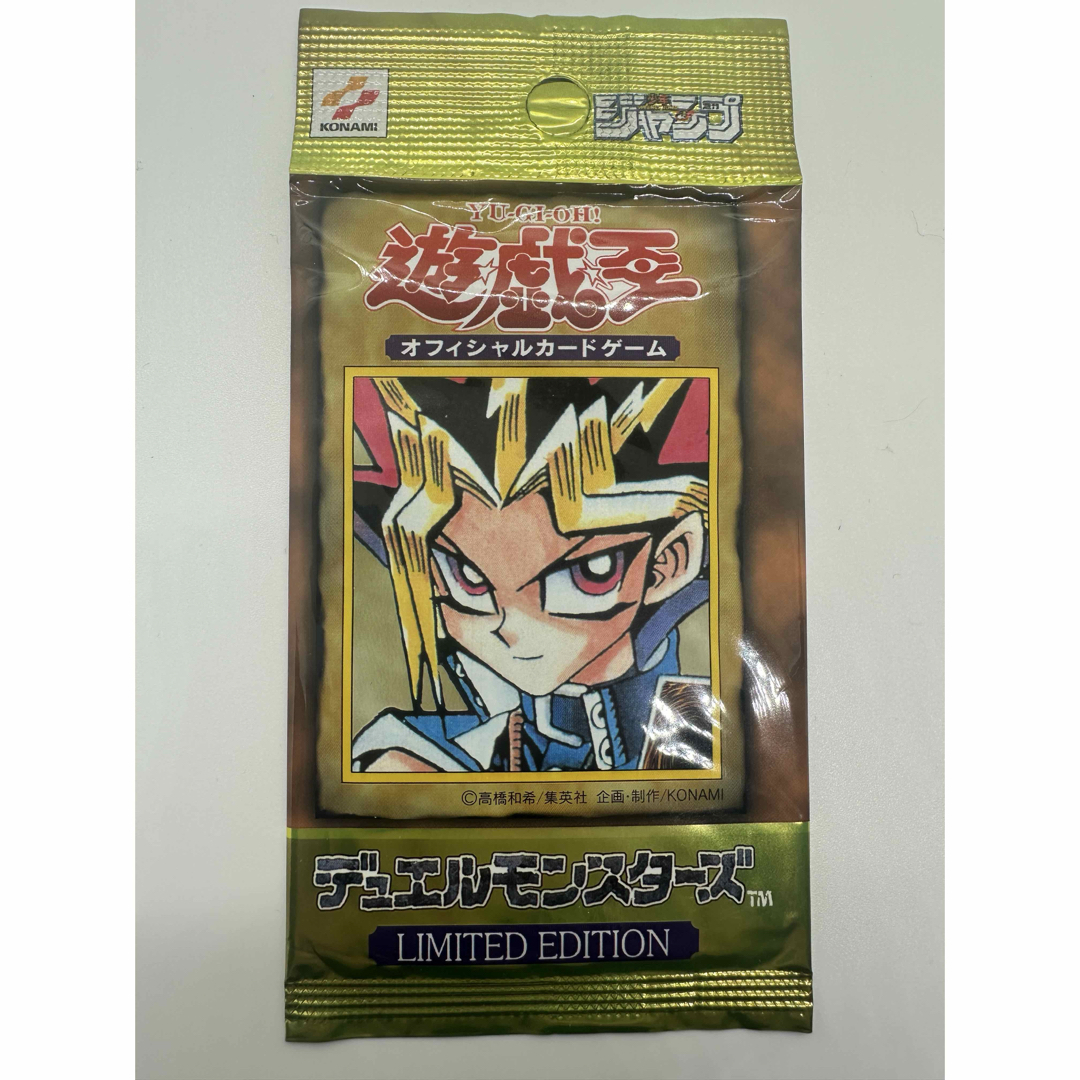 KONAMI
少年ジャンプ
YU-GI-OH!
遊戯王
オフィシャルカードゲーム
©高橋和希/集英社 企画・制作/KONAMI
デュエルモンスターズ™
LIMITED EDITION